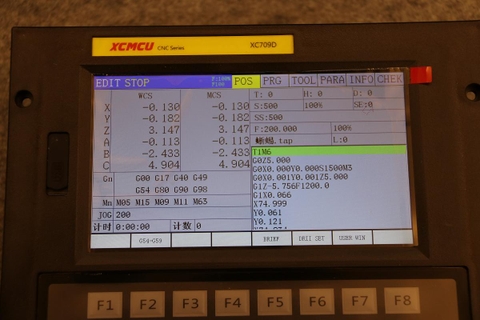 XCMCU CNC Series XC709D
EDIT STOP F:100% POS PRG TOOL PARA INFO CHEK
WCS MCS T: 0 H: 0 D: 0
X -0.130 -0.130 S:500 100% SE:0
Y -0.182 -0.182 SS:500
Z 3.147 3.147 F:200.000 100%
A -0.113 -0.113 .tap L:0
B -2.433 -2.433 T1M6
C 4.904 4.904 G0Z5.000
G0X0.000Y0.000S1500M3
Gn G00 G17 G40 G49 G0X0.001Y0.001Z5.000
G54 G80 G90 G98 G1Z-5.756F1200.0
Mn M05 M15 M09 M11 M63 G1X0.066
X74.999
JOG 200 Y0.061
计时 0:00:00 计数 0 Y0.121
G54-G59 BRIEF USER WIN
F1 F2 F3 F4 F5 F6 F7 F8